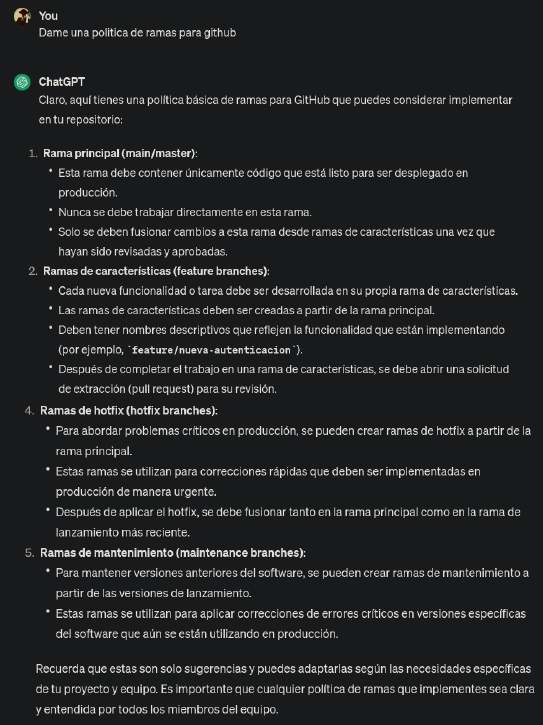 You
Dame una politica de ramas para github
ChatGPT
Claro, aquí tienes una política básica de ramas para GitHub que puedes considerar implementar
en tu repositorio:
1. Rama principal (main/master):
• Esta rama debe contener únicamente código que está listo para ser desplegado en
producción.
• Nunca se debe trabajar directamente en esta rama.
• Solo se deben fusionar cambios a esta rama desde ramas de características una vez que
hayan sido revisadas y aprobadas.
2. Ramas de características (feature branches):
• Cada nueva funcionalidad o tarea debe ser desarrollada en su propia rama de características.
• Las ramas de características deben ser creadas a partir de la rama principal.
• Deben tener nombres descriptivos que reflejen la funcionalidad que están implementando
(por ejemplo, `feature/nueva-autenticacion`).
• Después de completar el trabajo en una rama de características, se debe abrir una solicitud
de extracción (pull request) para su revisión.
4. Ramas de hotfix (hotfix branches):
• Para abordar problemas críticos en producción, se pueden crear ramas de hotfix a partir de la
rama principal.
• Estas ramas se utilizan para correcciones rápidas que deben ser implementadas en
producción de manera urgente.
• Después de aplicar el hotfix, se debe fusionar tanto en la rama principal como en la rama de
lanzamiento más reciente.
5. Ramas de mantenimiento (maintenance branches):
• Para mantener versiones anteriores del software, se pueden crear ramas de mantenimiento a
partir de las versiones de lanzamiento.
• Estas ramas se utilizan para aplicar correcciones de errores críticos en versiones específicas
del software que aún se están utilizando en producción.
Recuerda que estas son solo sugerencias y puedes adaptarlas según las necesidades específicas
de tu proyecto y equipo. Es importante que cualquier política de ramas que implementes sea clara
y entendida por todos los miembros del equipo.